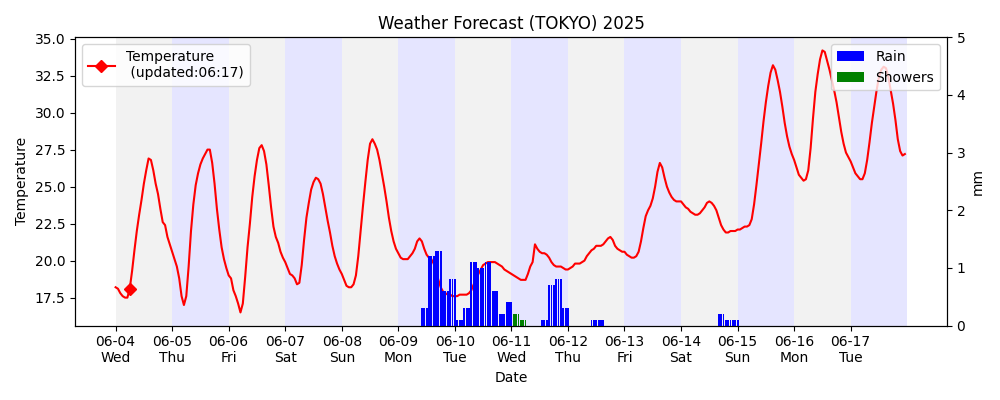 Weather Forecast (TOKYO) 2025
35.0
32.5
30.0
27.5
25.0
22.5
20.0
17.5
Temperature
Temperature
(updated:06:17)
Rain
Showers
5
4
3
2
1
0
mm
06-04 06-05 06-06 06-07 06-08 06-09 06-10 06-11 06-12 06-13 06-14 06-15 06-16 06-17
Wed Thu Fri Sat Sun Mon Tue Wed Thu Fri Sat Sun Mon Tue
Date